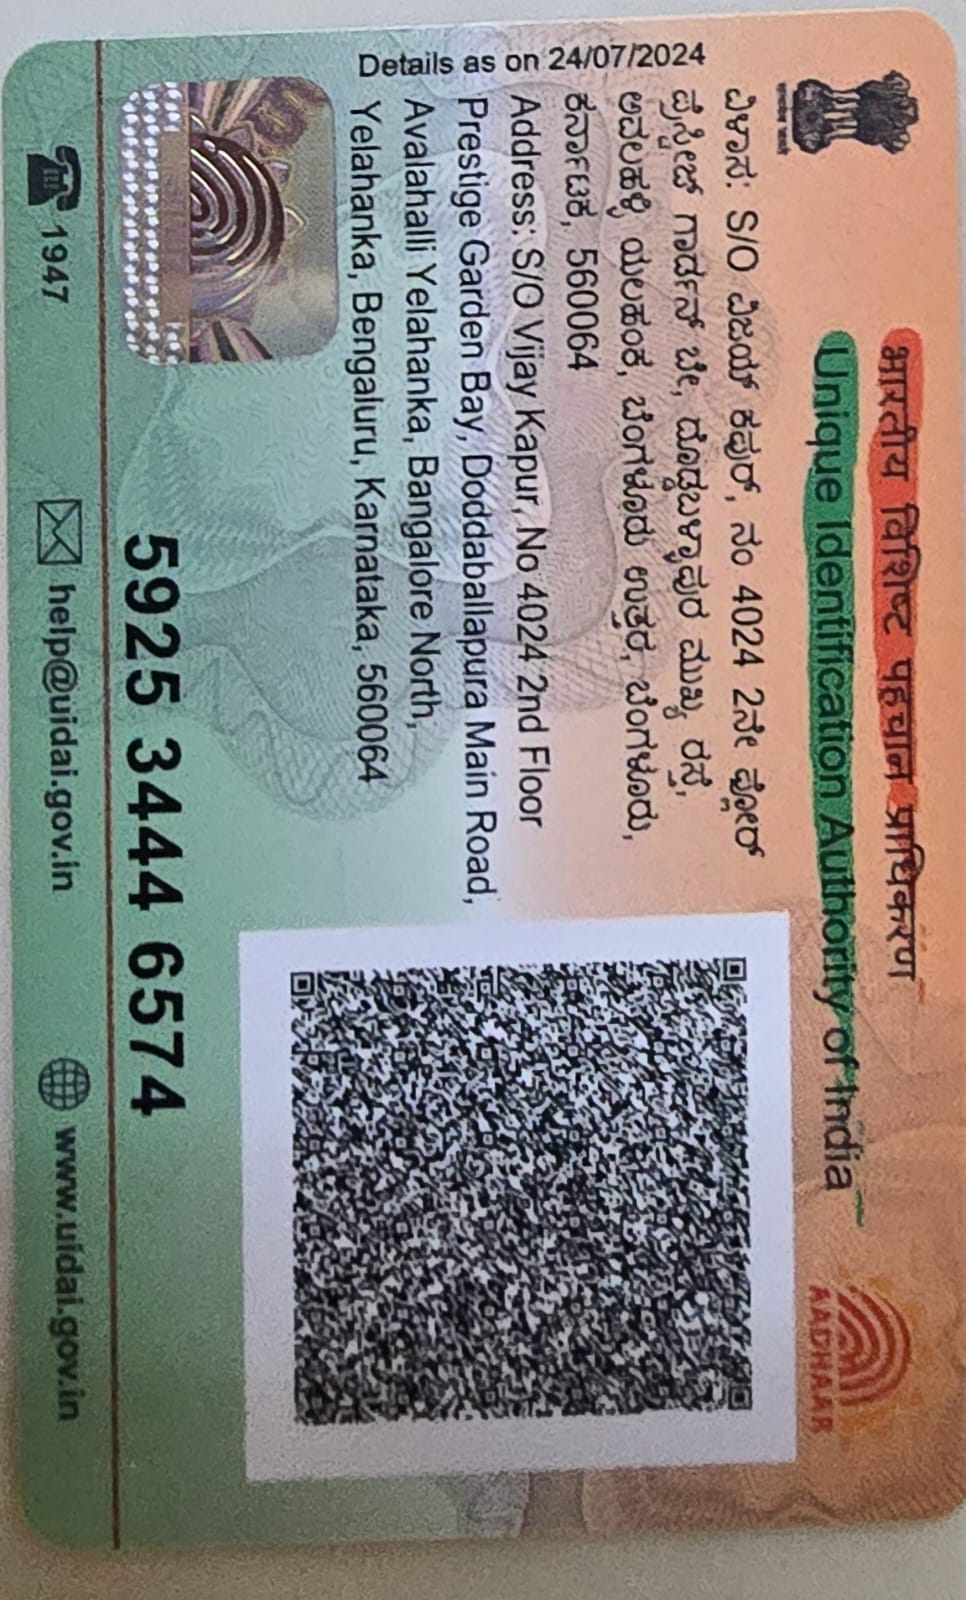 भारतीय विशिष्ट पहचान प्राधिकरण
Unique Identification Authority of India
AADHAAR
Details as on 24/07/2024
ವಿಳಾಸ: S/O ವಿಜಯ್ ಕಪುರ್, ನಂ 4024 2ನೇ ಫ್ಲೋರ್
ಪ್ರೆಸ್ಟೀಜ್ ಗಾರ್ಡನ್ ಬೇ, ದೊಡ್ಡಬಳ್ಳಾಪುರ ಮುಖ್ಯ ರಸ್ತೆ,
ಅವಲಹಳ್ಳಿ ಯಲಹಂಕ, ಬೆಂಗಳೂರು ಉತ್ತರ, ಬೆಂಗಳೂರು,
ಕರ್ನಾಟಕ, 560064
Address: S/O Vijay Kapur, No 4024 2nd Floor
Prestige Garden Bay, Doddaballapura Main Road,
Avalahalli Yelahanka, Bangalore North,
Yelahanka, Bengaluru, Karnataka, 560064
5925 3444 6574
1947
help@uidai.gov.in
www.uidai.gov.in